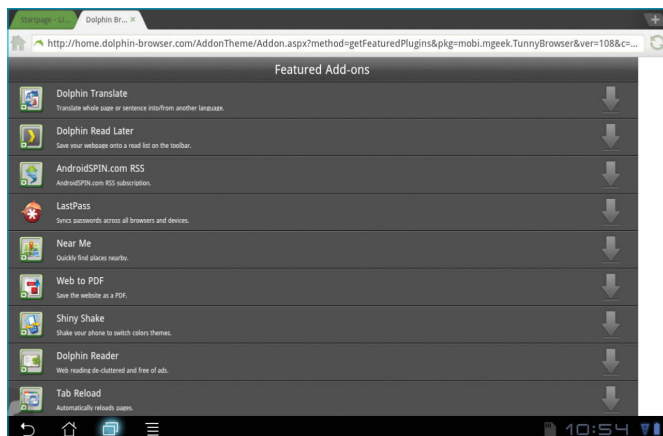 Startpage - Li...
Dolphin Br... ×
http://home.dolphin-browser.com/AddonTheme/Addon.aspx?method=getFeaturedPlugins&pkg=mobi.mgeek.TunnyBrowser&ver=108&c=...
Featured Add-ons
Dolphin Translate
Translate whole page or sentence into/from another language.
Dolphin Read Later
Save your webpage onto a read list on the toolbar.
AndroidSPIN.com RSS
AndroidSPIN.com RSS subscription.
LastPass
Syncs passwords across all browsers and devices.
Near Me
Quickly find places nearby.
Web to PDF
Save the website as a PDF.
Shiny Shake
Shake your phone to switch colors themes.
Dolphin Reader
Web reading de-cluttered and free of ads.
Tab Reload
Automatically reloads pages.
10:54